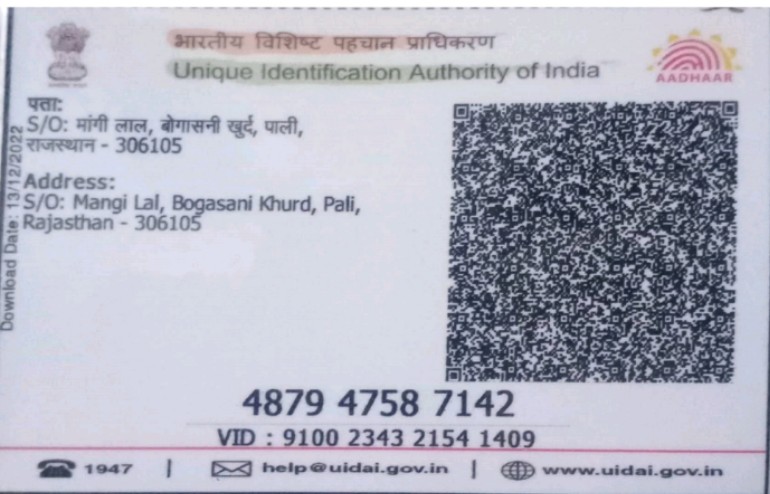 भारतीय विशिष्ट पहचान प्राधिकरण
Unique Identification Authority of India
AADHAAR
पता:
S/O: मांगी लाल, बोगासनी खुर्द, पाली,
राजस्थान - 306105
Address:
S/O: Mangi Lal, Bogasani Khurd, Pali,
Rajasthan - 306105
Download Date: 13/12/2022
4879 4758 7142
VID : 9100 2343 2154 1409
1947 | help@uidai.gov.in | www.uidai.gov.in